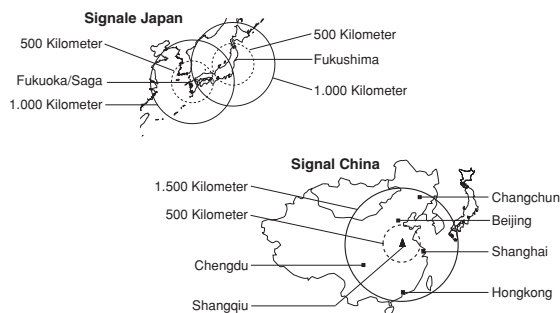 Signale Japan
500 Kilometer
500 Kilometer
Fukushima
Fukuoka/Saga
1.000 Kilometer
1.000 Kilometer
Signal China
1.500 Kilometer
Changchun
500 Kilometer
Beijing
Shanghai
Chengdu
Hongkong
Shangqiu